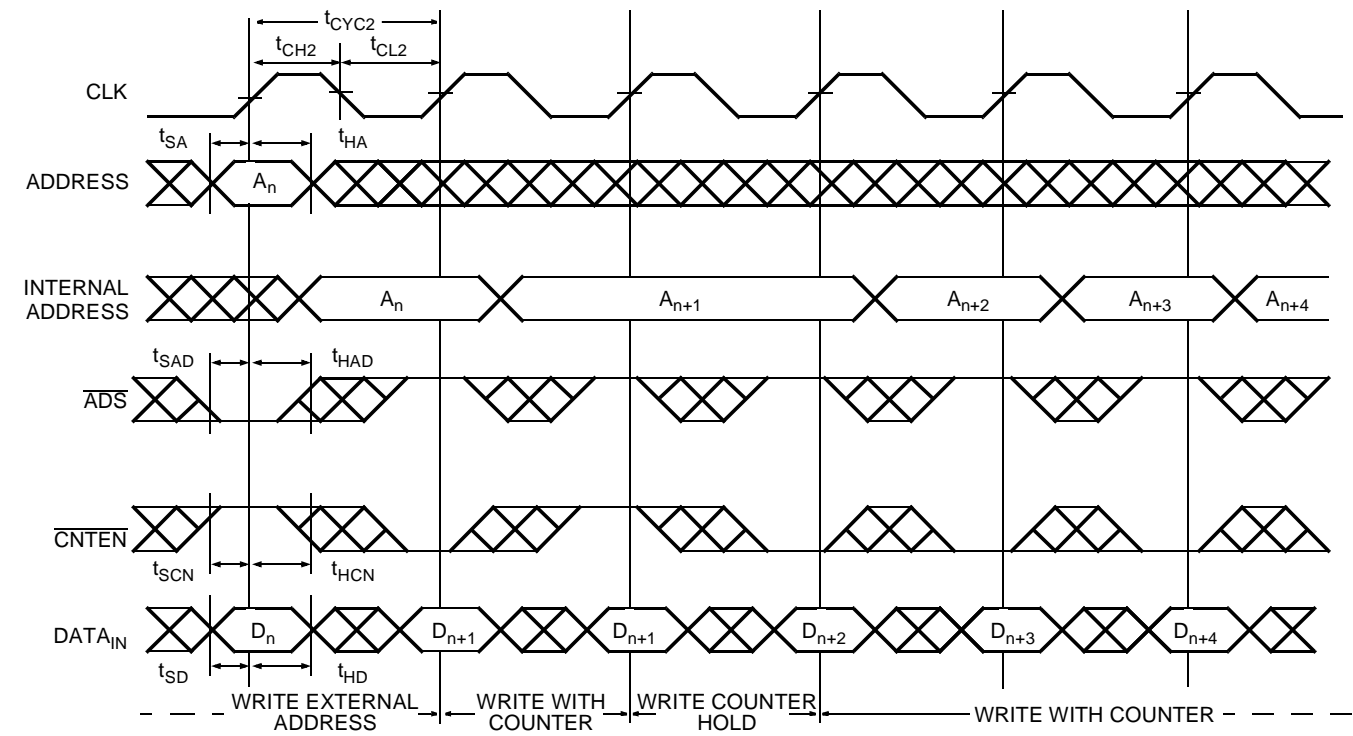 tCYC2
tCH2 tCL2
CLK
tSA tHA
ADDRESS An
INTERNAL
ADDRESS An An+1 An+2 An+3 An+4
tSAD tHAD
ADS
CNTEN
tSCN tHCN
DATAIN Dn Dn+1 Dn+1 Dn+2 Dn+3 Dn+4
tSD tHD
WRITE EXTERNAL
ADDRESS
WRITE WITH
COUNTER
WRITE COUNTER
HOLD
WRITE WITH COUNTER